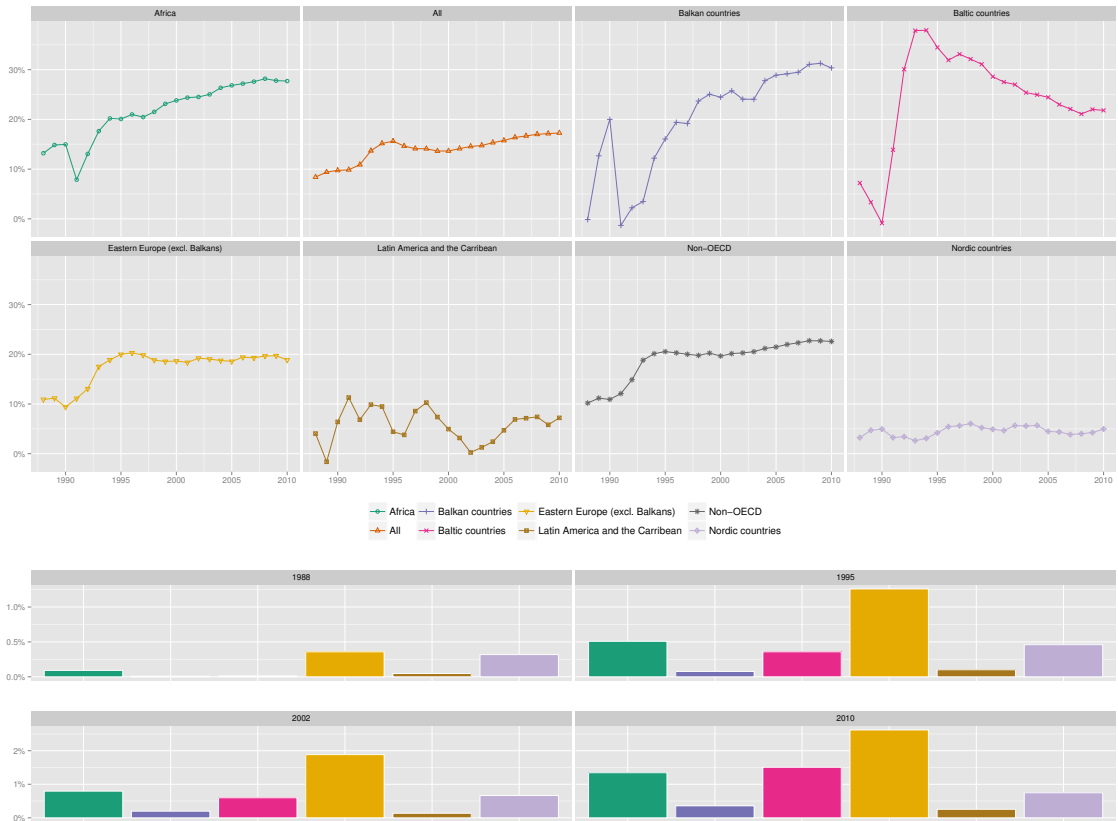 Africa
All
Balkan countries
Baltic countries
30%
20%
10%
0%
Eastern Europe (excl. Balkans)
Latin America and the Carribean
Non−OECD
Nordic countries
30%
20%
10%
0%
1990 1995 2000 2005 2010
1990 1995 2000 2005 2010
1990 1995 2000 2005 2010
1990 1995 2000 2005 2010
Africa Balkan countries Eastern Europe (excl. Balkans) Non−OECD
All Baltic countries Latin America and the Carribean Nordic countries
1988
1995
1.0%
0.5%
0.0%
2002
2010
2%
1%
0%